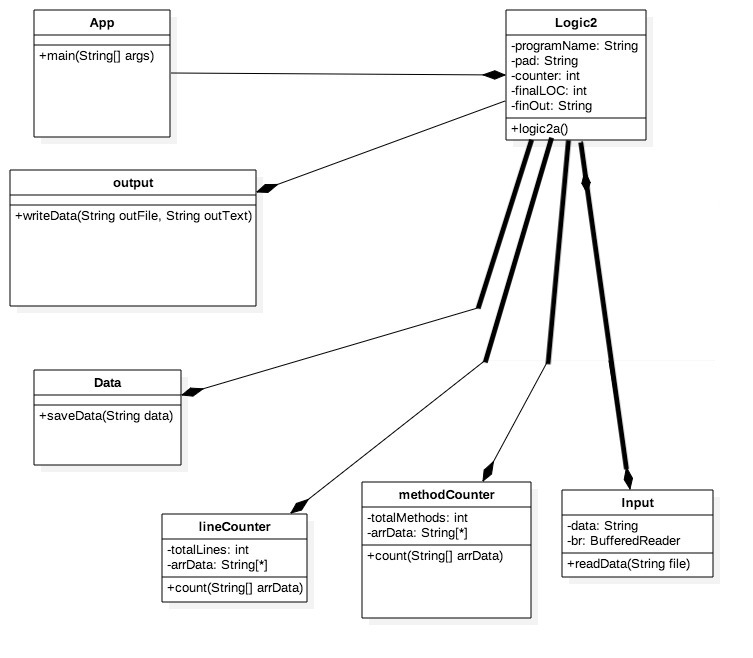 App
+main(String[] args)
Logic2
-programName: String
-pad: String
-counter: int
-finalLOC: int
-finOut: String
+logic2a()
output
+writeData(String outFile, String outText)
Data
+saveData(String data)
lineCounter
-totalLines: int
-arrData: String[*]
+count(String[] arrData)
methodCounter
-totalMethods: int
-arrData: String[*]
+count(String[] arrData)
Input
-data: String
-br: BufferedReader
+readData(String file)